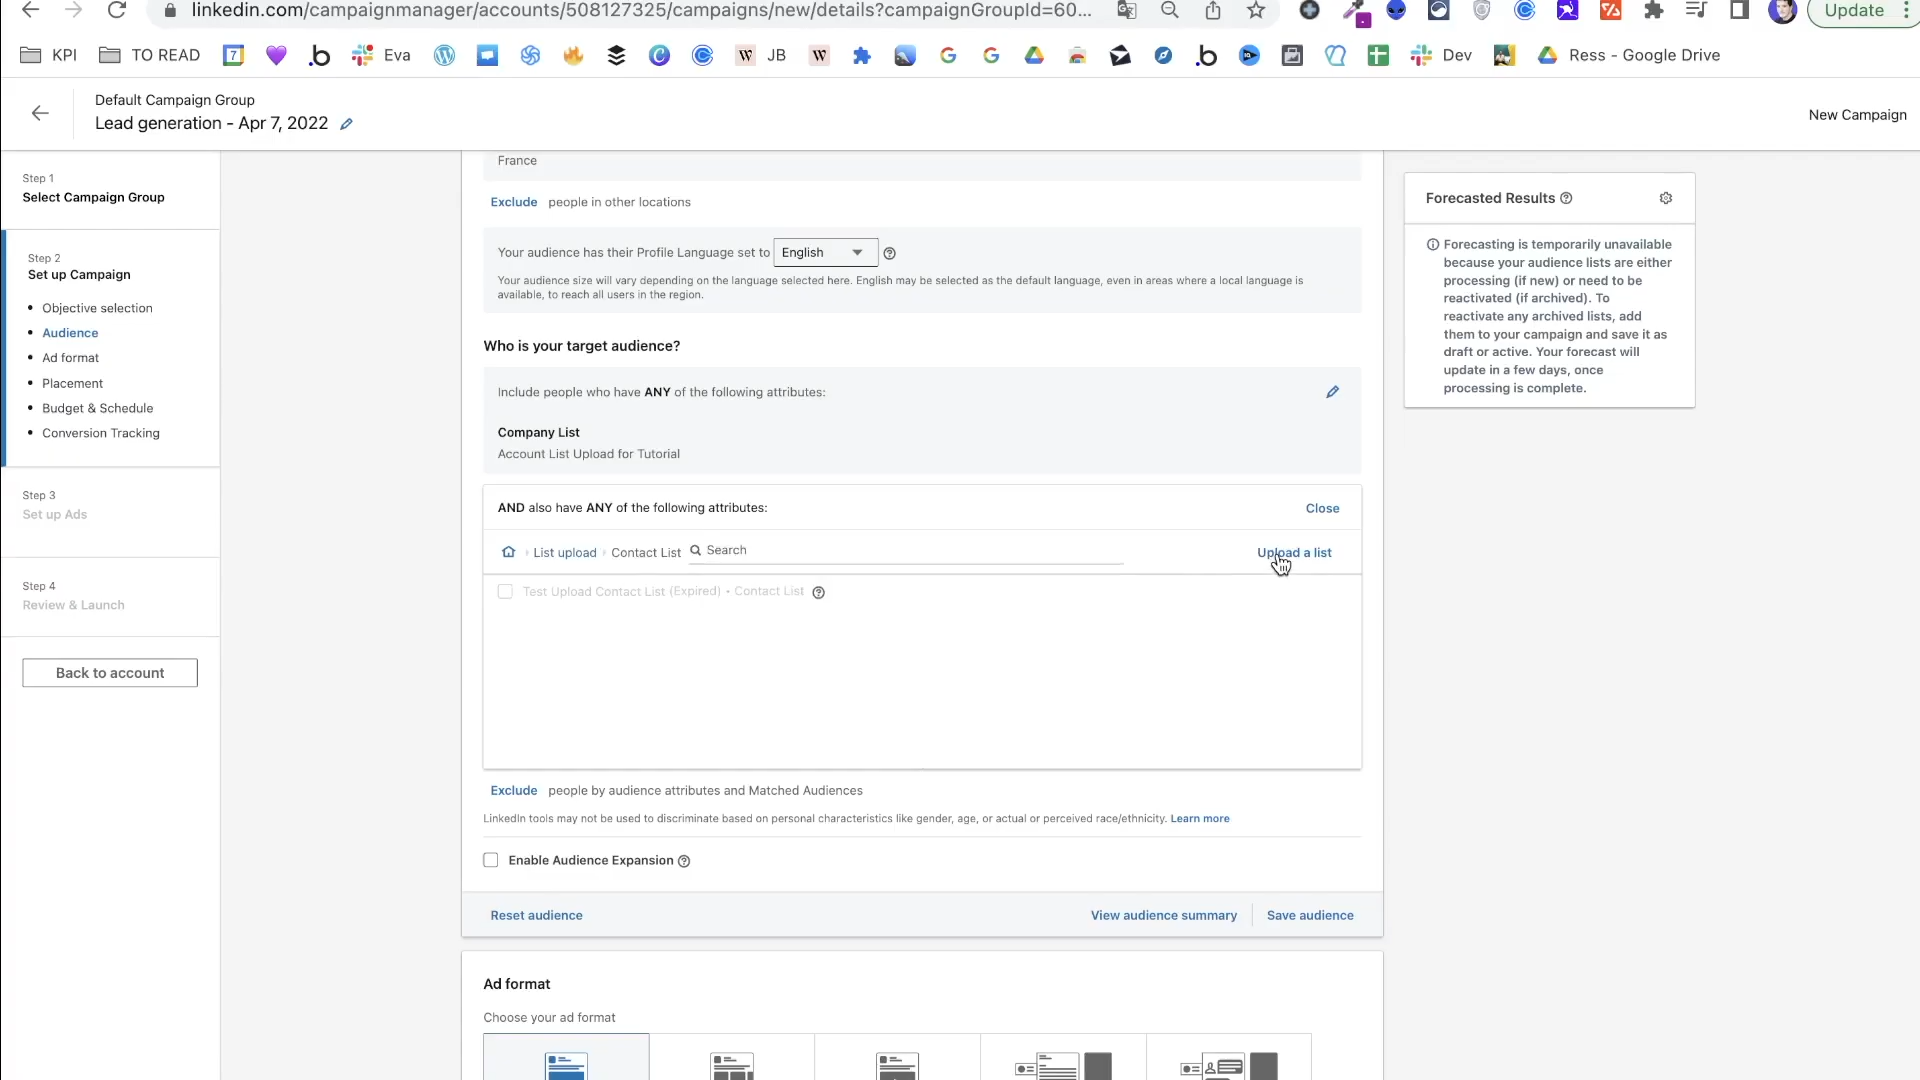 linkedin.com/campaignmanager/accounts/508127325/campaigns/new/details?campaignGroupId=60...
Update
KPI
TO READ
7
Eva
JB
Dev
Ress - Google Drive
Default Campaign Group
Lead generation - Apr 7, 2022
New Campaign
Step 1
Select Campaign Group
Step 2
Set up Campaign
Objective selection
Audience
Ad format
Placement
Budget & Schedule
Conversion Tracking
Step 3
Set up Ads
Step 4
Review & Launch
Back to account
France
Exclude people in other locations
Your audience has their Profile Language set to English
Your audience size will vary depending on the language selected here. English may be selected as the default language, even in areas where a local language is
available, to reach all users in the region.
Who is your target audience?
Include people who have ANY of the following attributes:
Company List
Account List Upload for Tutorial
AND also have ANY of the following attributes:
Close
List upload
Contact List
Search
Upload a list
Test Upload Contact List (Expired) • Contact List
Exclude people by audience attributes and Matched Audiences
LinkedIn tools may not be used to discriminate based on personal characteristics like gender, age, or actual or perceived race/ethnicity. Learn more
Enable Audience Expansion
Reset audience
View audience summary
Save audience
Ad format
Choose your ad format
Forecasted Results
Forecasting is temporarily unavailable
because your audience lists are either
processing (if new) or need to be
reactivated (if archived). To
reactivate any archived lists, add
them to your campaign and save it as
draft or active. Your forecast will
update in a few days, once
processing is complete.